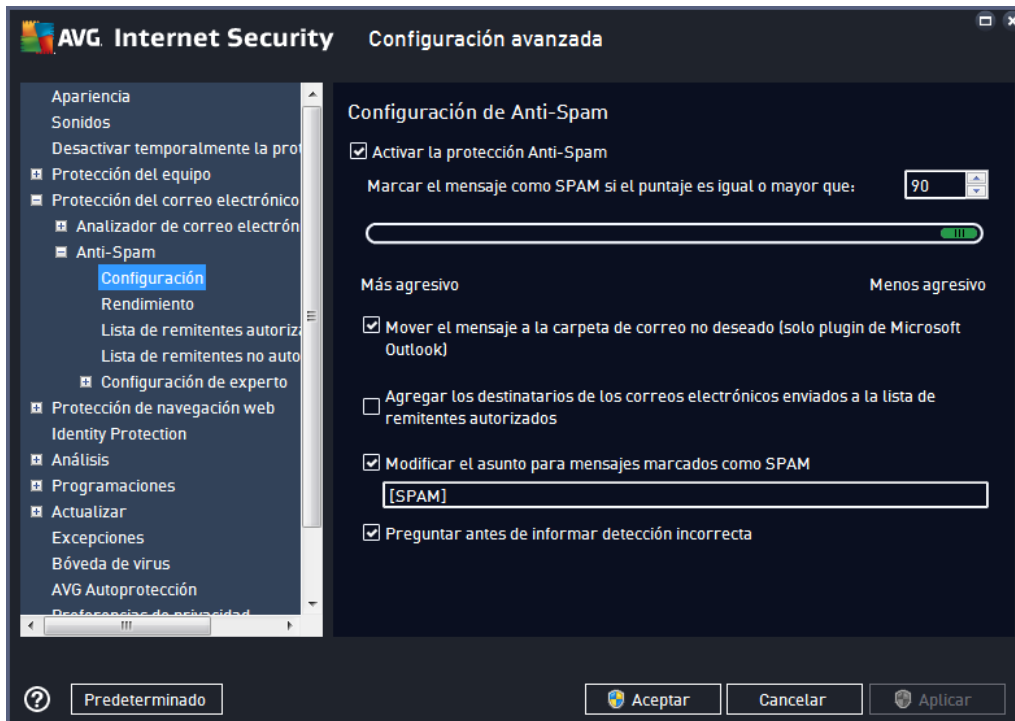 AVG. Internet Security
Configuración avanzada
Apariencia
Sonidos
Desactivar temporalmente la prot
Protección del equipo
Protección del correo electrónico
Analizador de correo electrón
Anti-Spam
Configuración
Rendimiento
Lista de remitentes autoriza
Lista de remitentes no auto
Configuración de experto
Protección de navegación web
Identity Protection
Análisis
Programaciones
Actualizar
Excepciones
Bóveda de virus
AVG Autoprotección
Preferencias de privacidad
Configuración de Anti-Spam
Activar la protección Anti-Spam
Marcar el mensaje como SPAM si el puntaje es igual o mayor que:
90
Más agresivo
Menos agresivo
Mover el mensaje a la carpeta de correo no deseado (solo plugin de Microsoft
Outlook)
Agregar los destinatarios de los correos electrónicos enviados a la lista de
remitentes autorizados
Modificar el asunto para mensajes marcados como SPAM
[SPAM]
Preguntar antes de informar detección incorrecta
?
Predeterminado
Aceptar
Cancelar
Aplicar